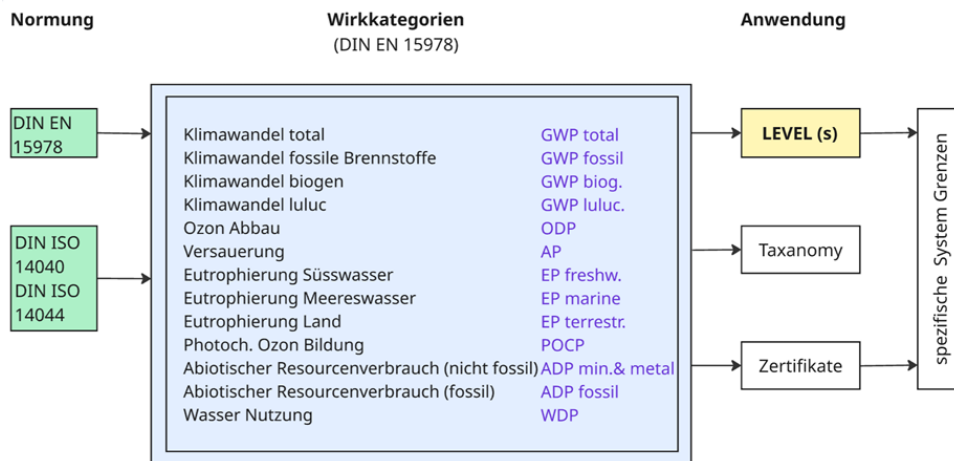 Normung
Wirkkategorien
(DIN EN 15978)
Anwendung
DIN EN
15978
DIN ISO
14040
DIN ISO
14044
Klimawandel total GWP total
Klimawandel fossile Brennstoffe GWP fossil
Klimawandel biogen GWP biog.
Klimawandel luluc GWP luluc.
Ozon Abbau ODP
Versauerung AP
Eutrophierung Süsswasser EP freshw.
Eutrophierung Meereswasser EP marine
Eutrophierung Land EP terrestr.
Photoch. Ozon Bildung POCP
Abiotischer Resourcenverbrauch (nicht fossil) ADP min.& metal
Abiotischer Resourcenverbrauch (fossil) ADP fossil
Wasser Nutzung WDP
LEVEL (s)
Taxanomy
Zertifikate
spezifische System Grenzen